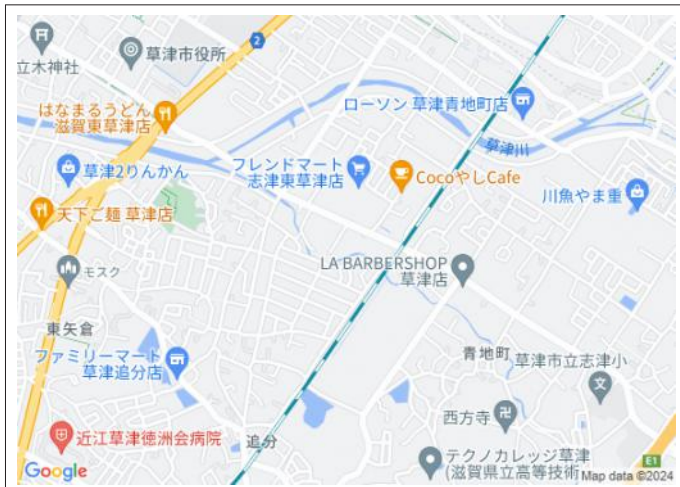 2
立木神社
草津市役所
はなまるうどん
滋賀東草津店
ローソン 草津青地町店
草津川
草津2りんかん
フレンドマート
志津東草津店
CocoやしCafe
川魚やま重
天下ご麺 草津店
モスク
LA BARBERSHOP
草津店
東矢倉
ファミリーマート
草津追分店
青地町
草津市立志津小
西方寺
近江草津徳洲会病院
追分
テクノカレッジ草津
(滋賀県立高等技術
Google
Map data ©2024
E1